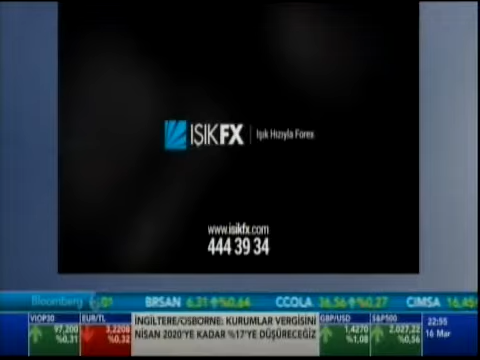 IŞIKFX | Işık Hızıyla Forex
www.isikfx.com
444 39 34
Bloomberg
BRSAN 6,31 %0,64 CCOLA 36,56 %0,27 CIMSA 16,45
VIOP30 97,200 %0,31
EUR/TL 3,2208 %0,32
İNGİLTERE/OSBORNE: KURUMLAR VERGİSİNİ
NİSAN 2020'YE KADAR %17'YE DÜŞÜRECEĞİZ
GBP/USD 1,4270 %1,08
S&P500 2.027,22 %0,56
22:55
16 Mar